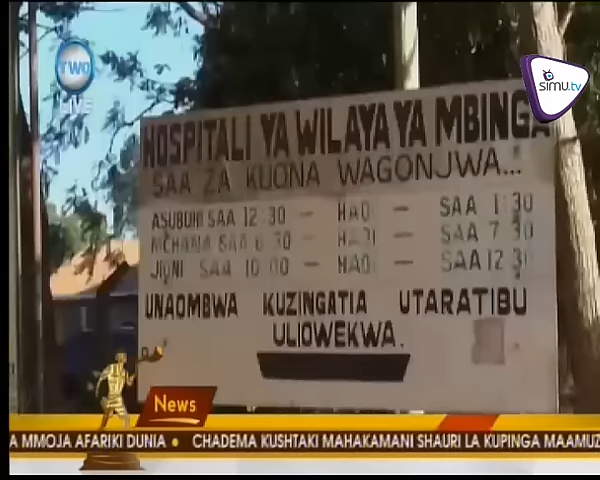 TWO
LIVE
SIMU.tv
HOSPITALI YA WILAYA YA MBINGA
SAA ZA KUONA WAGONJWA...
ASUBUHI SAA 12:30 – HADI – SAA 1:30
MCHANA SAA 6:30 – HADI – SAA 7:30
JIONI SAA 10:00 – HADI – SAA 12:30
UNAOMBWA KUZINGATIA UTARATIBU
ULIOWEKWA.
News
A MMOJA AFARIKI DUNIA • CHADEMA KUSHTAKI MAHAKAMANI SHAURI LA KUPINGA MAAMUZ